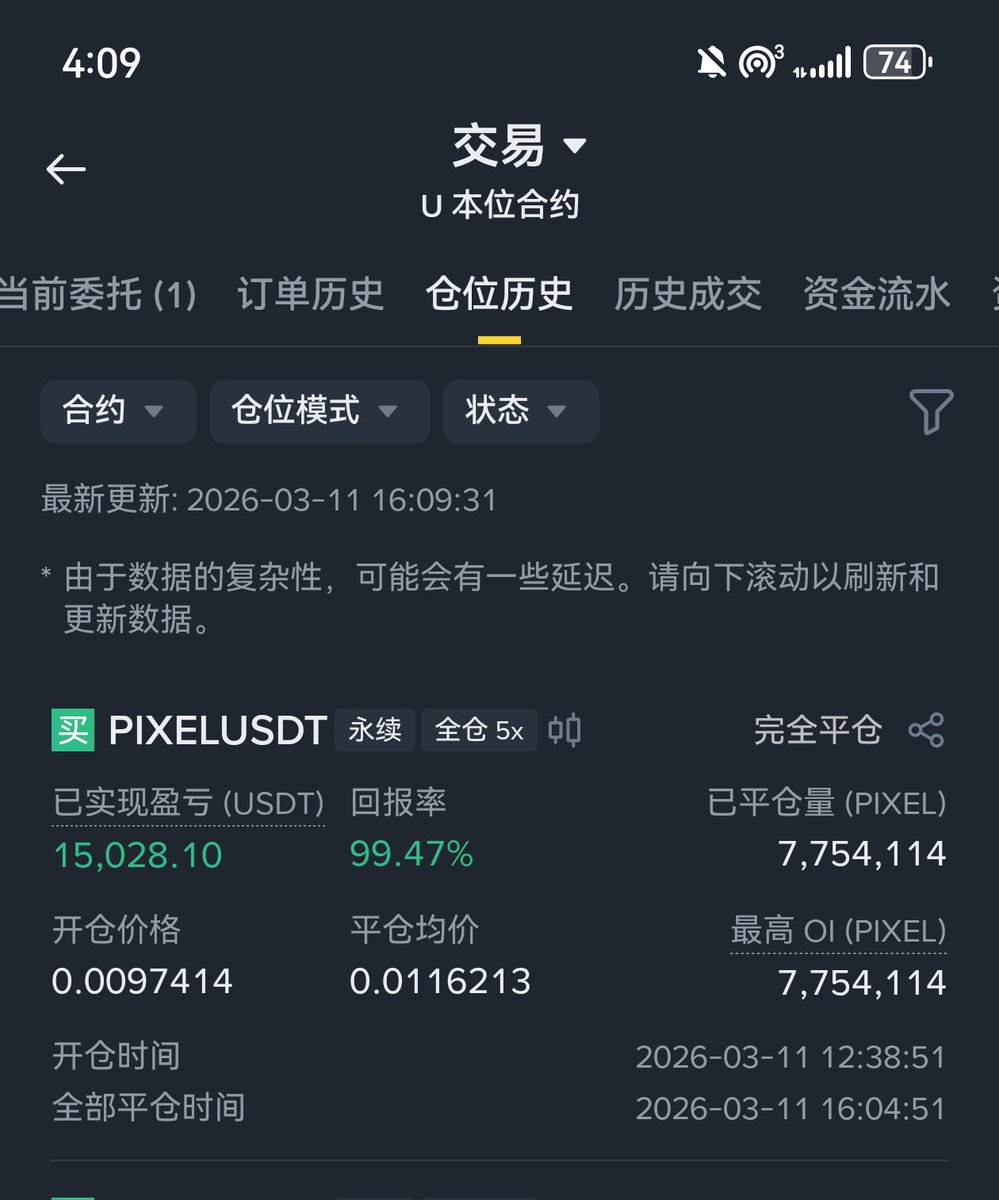 4:09
3
74
交易
U 本位合约
当前委托 (1) 订单历史 仓位历史 历史成交 资金流水
合约 仓位模式 状态
最新更新: 2026-03-11 16:09:31
* 由于数据的复杂性，可能会有一些延迟。请向下滚动以刷新和
更新数据。
买 PIXELUSDT 永续 全仓 5x 完全平仓
已实现盈亏 (USDT) 回报率 已平仓量 (PIXEL)
15,028.10 99.47% 7,754,114
开仓价格 平仓均价 最高 OI (PIXEL)
0.0097414 0.0116213 7,754,114
开仓时间 2026-03-11 12:38:51
全部平仓时间 2026-03-11 16:04:51